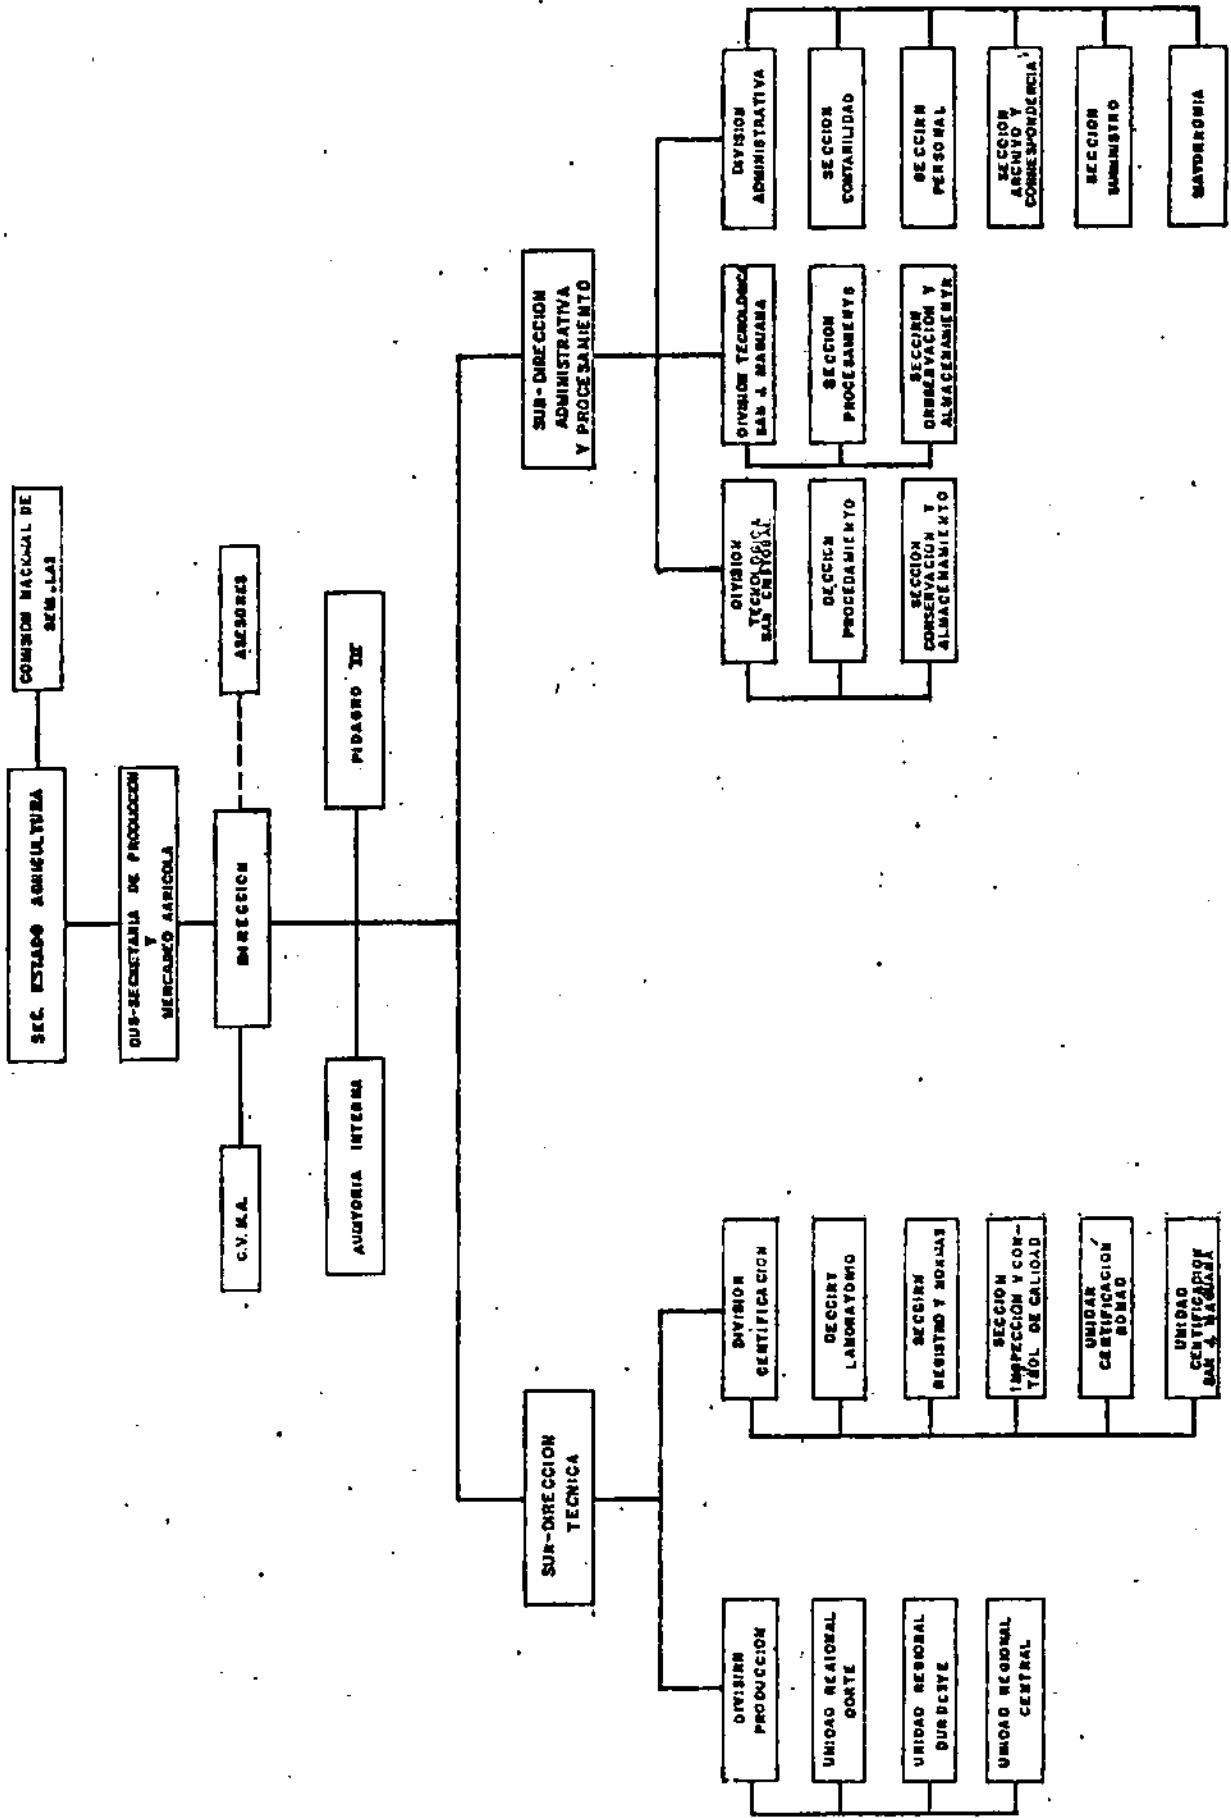 COMISION NACIONAL DE
SEMILLAS
SEC. ESTADO AGRICULTURA
SUB-SECRETARIA DE PRODUCCION
Y
MERCADEO AGRICOLA
ASESORES
DIRECCION
C.V.M.A.
PIDAGRO III
AUDITORIA INTERNA
SUB-DIRECCION
TECNICA
SUB-DIRECCION
ADMINISTRATIVA
Y PROCESAMIENTO
DIVISION
PRODUCCION
UNIDAD REGIONAL
NORTE
UNIDAD REGIONAL
SUROESTE
UNIDAD REGIONAL
CENTRAL
DIVISION
CERTIFICACION
SECCION
LABORATORIO
SECCION
REGISTRO Y NORMAS
SECCION
INSPECCION Y CON-
TROL DE CALIDAD
UNIDAD
CERTIFICACION
UNIDAD
CERTIFICACION
SAN J. MAGUANA
DIVISION
TECNOLOGICA
SAN CRISTOBAL
SECCION
PROCESAMIENTO
SECCION
CONSERVACION Y
ALMACENAMIENTO
DIVISION TECNOLOGICA
SAN J. MAGUANA
SECCION
PROCESAMIENTO
SECCION
CONSERVACION Y
ALMACENAMIENTO
DIVISION
ADMINISTRATIVA
SECCION
CONTABILIDAD
SECCION
PERSONAL
SECCION
ARCHIVO Y
CORRESPONDENCIA
SECCION
SUMINISTRO
MAYORDOMIA